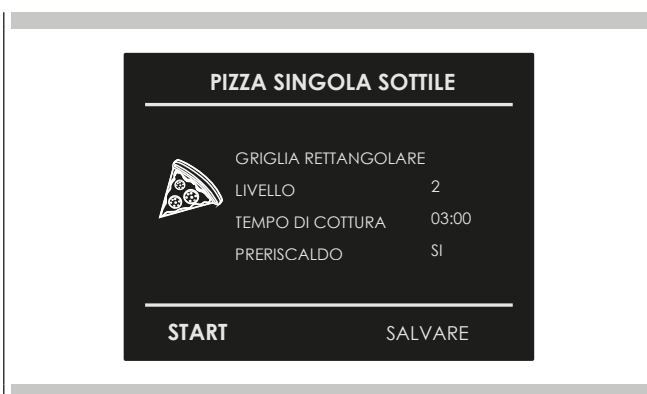 PIZZA SINGOLA SOTTILE
GRIGLIA RETTANGOLARE
LIVELLO 2
TEMPO DI COTTURA 03:00
PRERISCALDO SI
START SALVARE